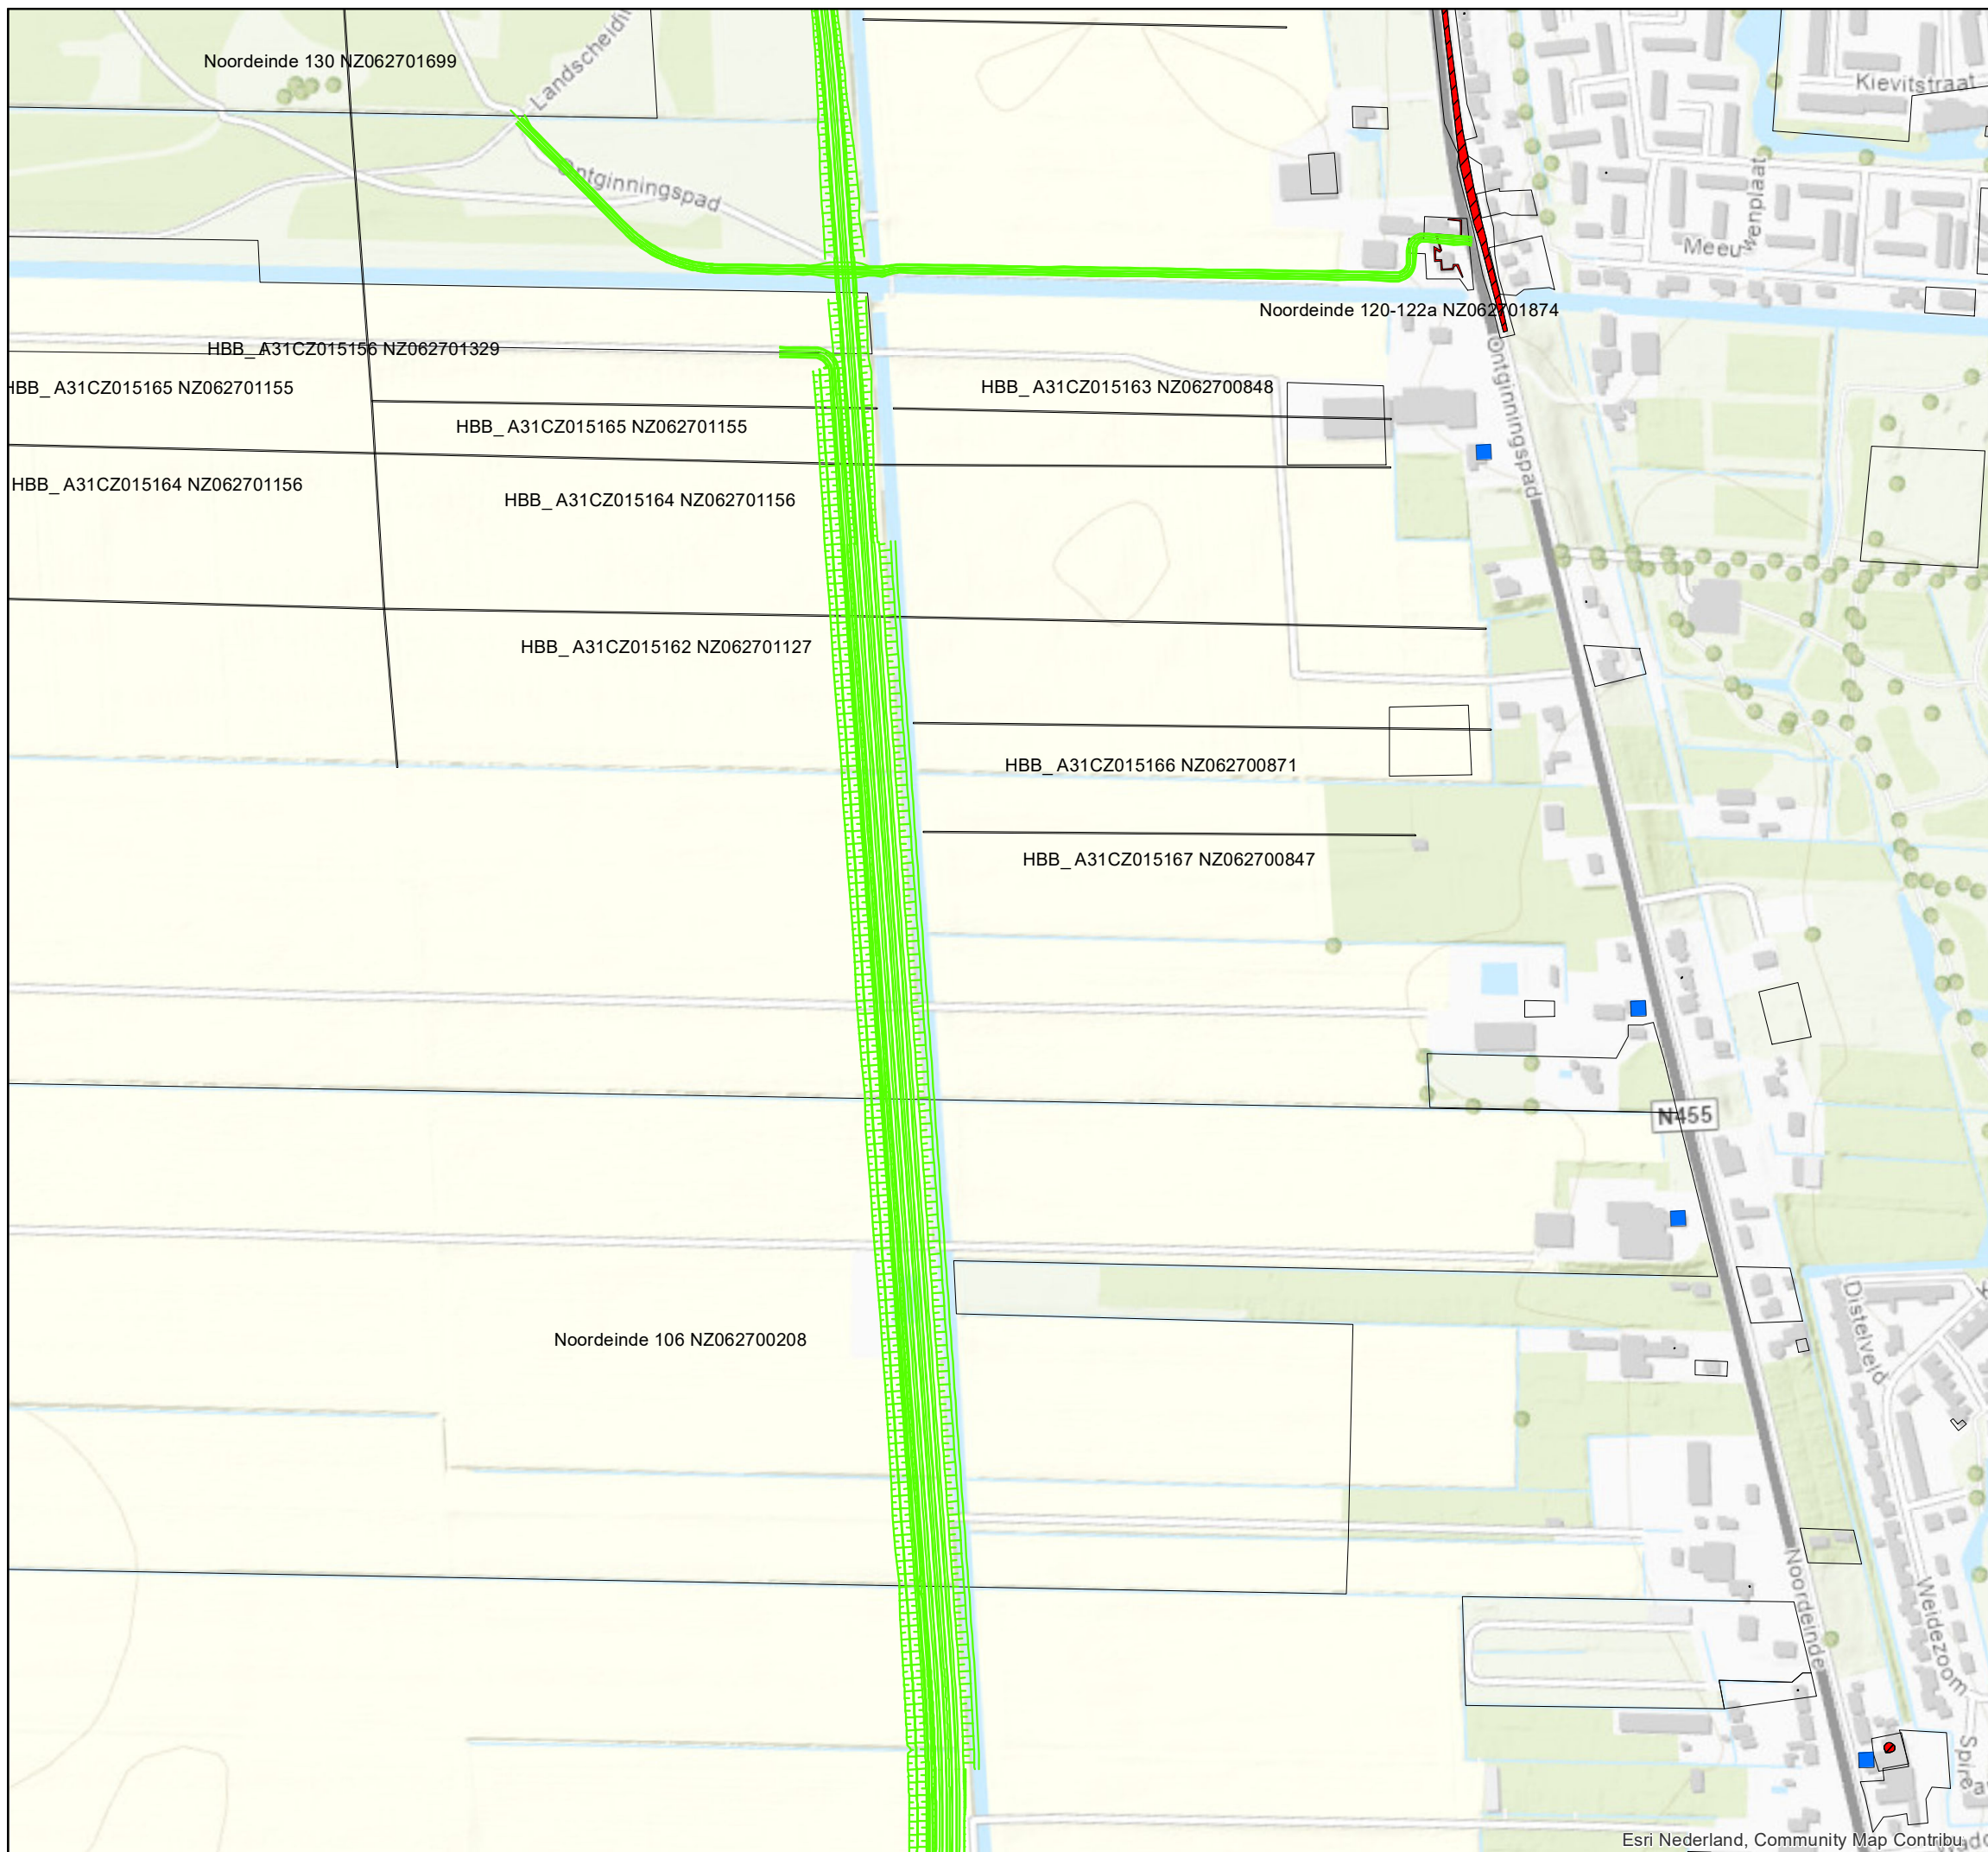 Noordeinde 130 NZ062701699
Kievitstraat
Ontginningspad
Meeuwenplaat
Noordeinde 120-122a NZ062701874
HBB_ A31CZ015156 NZ062701329
HBB_ A31CZ015165 NZ062701155
HBB_ A31CZ015163 NZ062700848
HBB_ A31CZ015165 NZ062701155
Ontginningspad
HBB_ A31CZ015164 NZ062701156
HBB_ A31CZ015164 NZ062701156
HBB_ A31CZ015162 NZ062701127
HBB_ A31CZ015166 NZ062700871
HBB_ A31CZ015167 NZ062700847
N455
Distelveld
Noordeinde 106 NZ062700208
Noordeinde
Weidezoom
Esri Nederland, Community Map Contribu